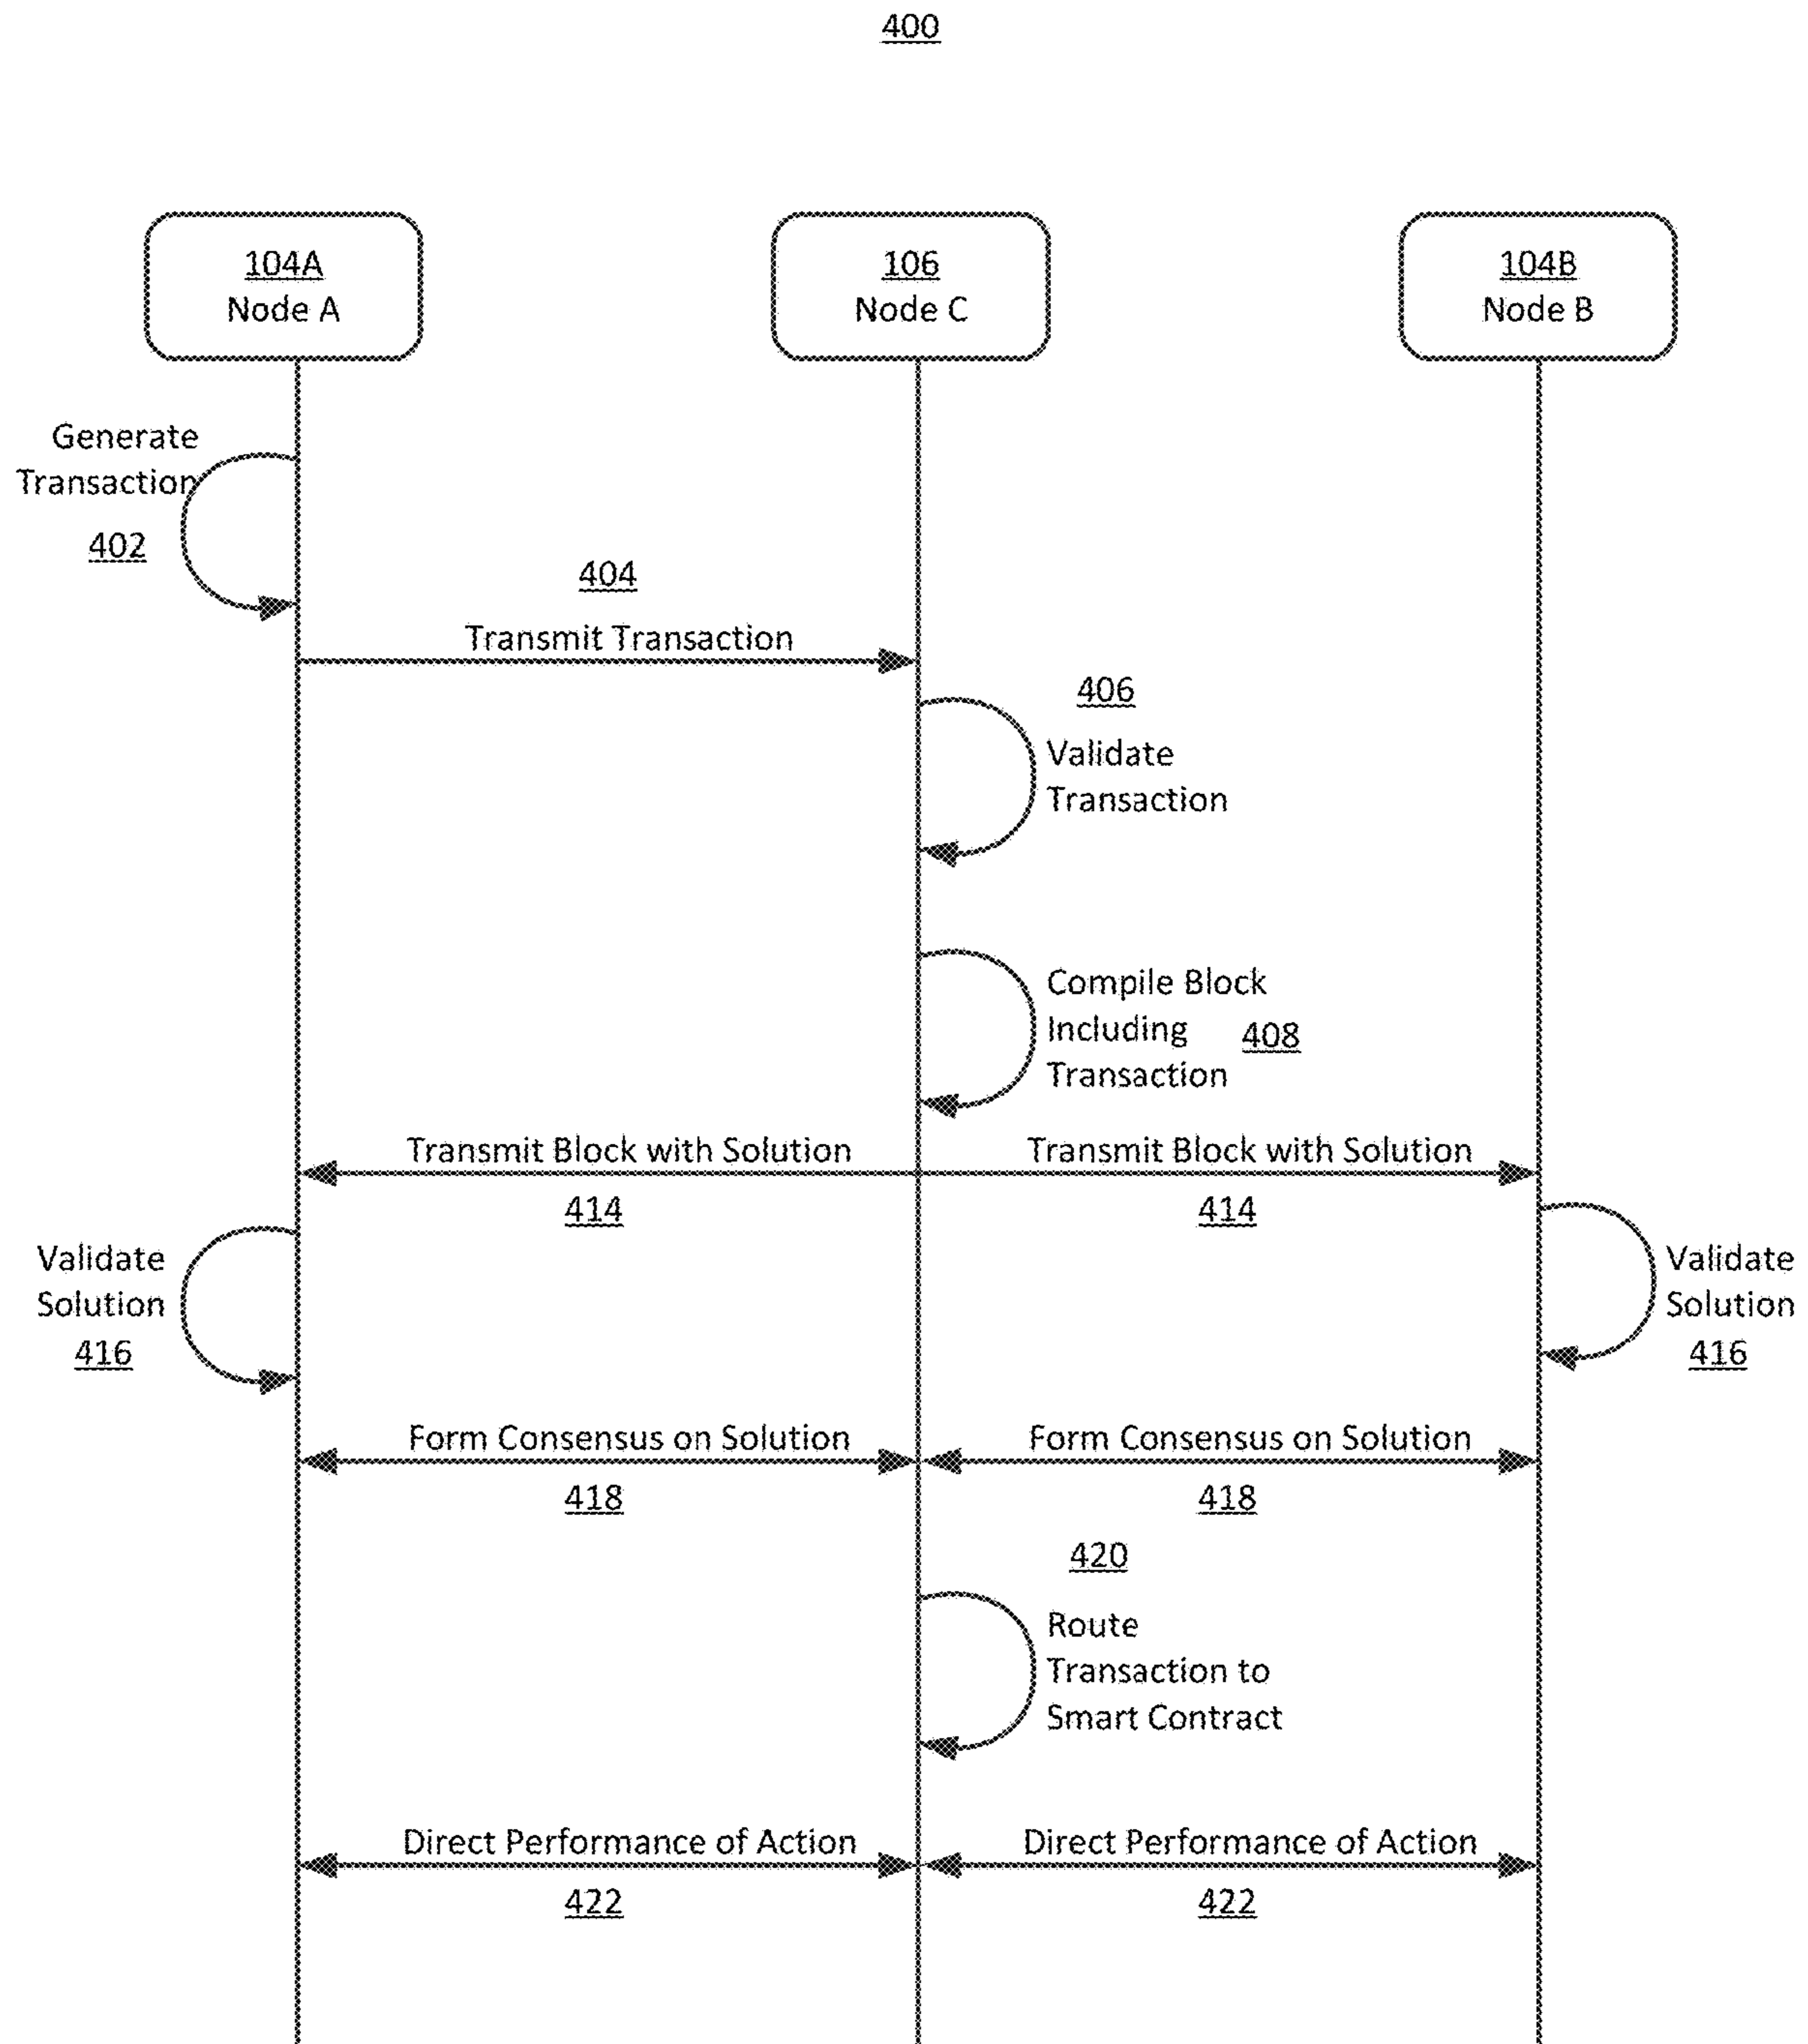 400
104A
Node A
106
Node C
104B
Node B
Generate
Transaction
402
404
Transmit Transaction
406
Validate
Transaction
Compile Block
Including
408
Transaction
Transmit Block with Solution
Transmit Block with Solution
414
414
Validate
Solution
416
Validate
Solution
416
Form Consensus on Solution
Form Consensus on Solution
418
418
420
Route
Transaction to
Smart Contract
Direct Performance of Action
Direct Performance of Action
422
422